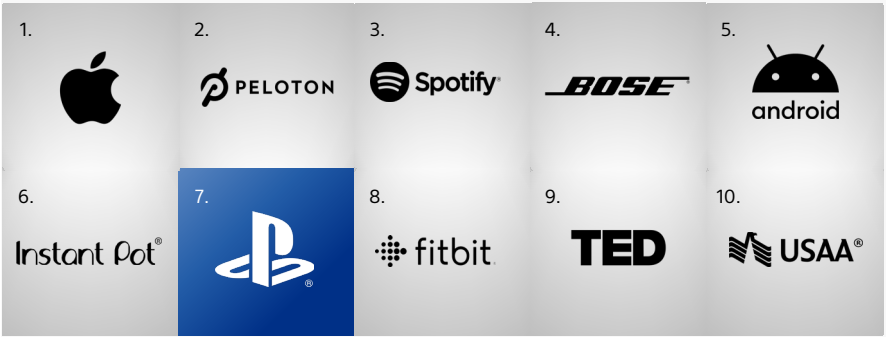 1.
2.
PELOTON
3.
Spotify®
4.
BOSE®
5.
android
6.
Instant Pot®
7.
®
8.
fitbit.
9.
TED
10.
USAA®